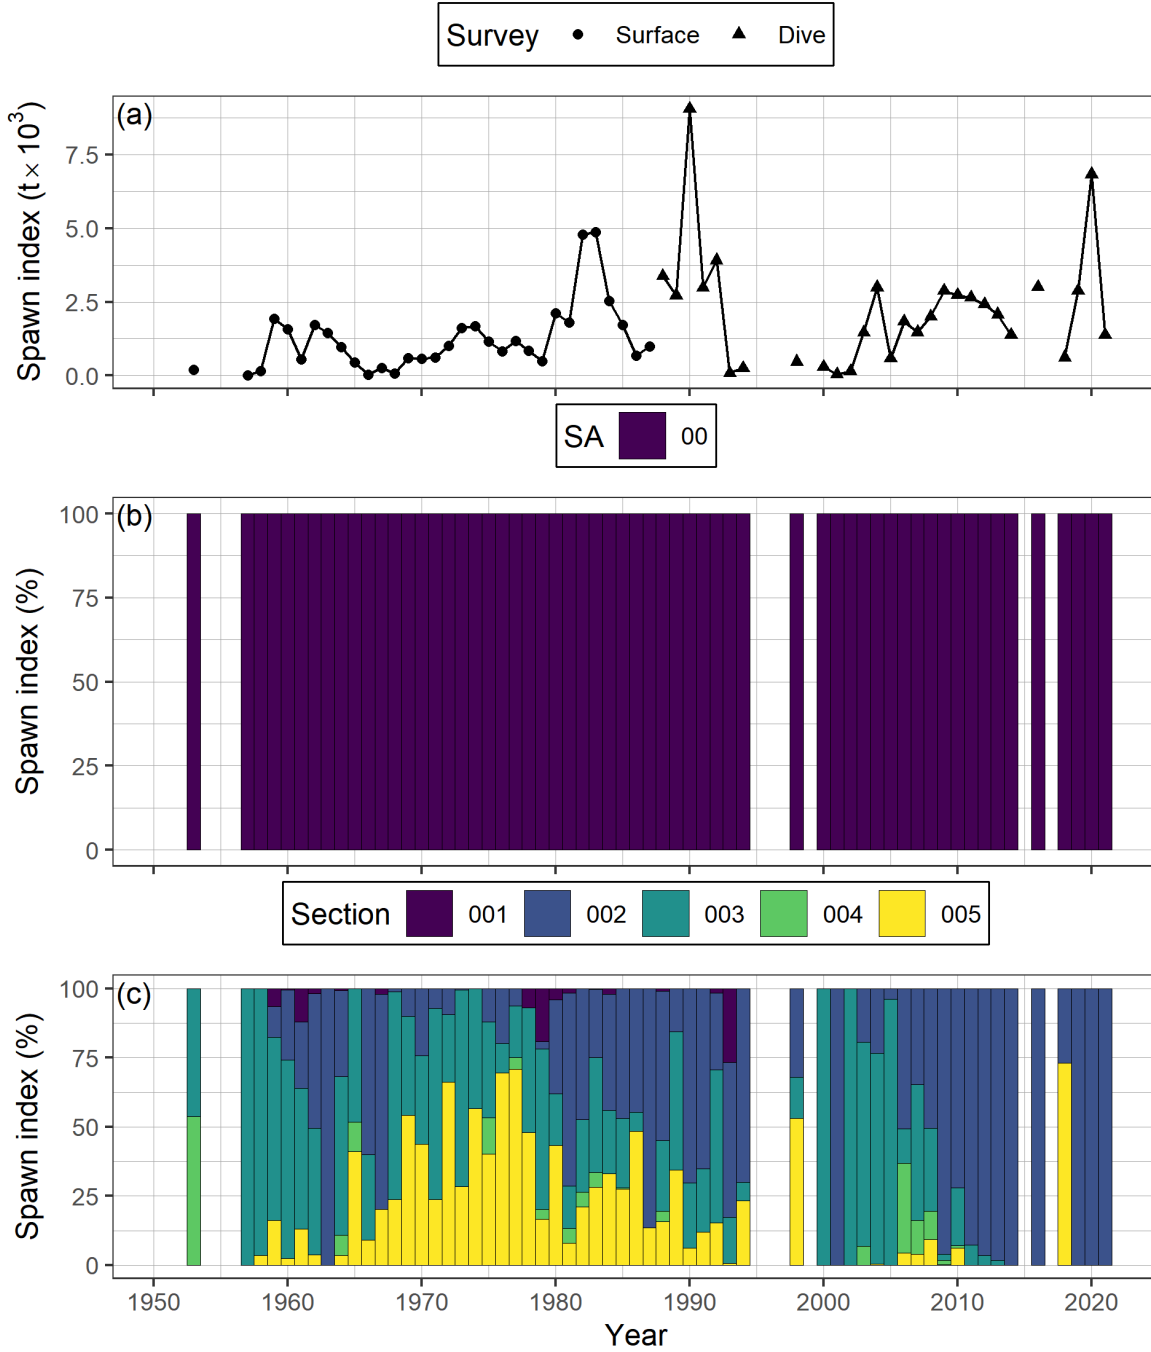 Survey Surface Dive
(a)
Spawn index (t × 10³)
7.5
5.0
2.5
0.0
SA 00
(b)
Spawn index (%)
100
75
50
25
0
Section 001 002 003 004 005
(c)
Spawn index (%)
100
75
50
25
0
1950 1960 1970 1980 1990 2000 2010 2020
Year